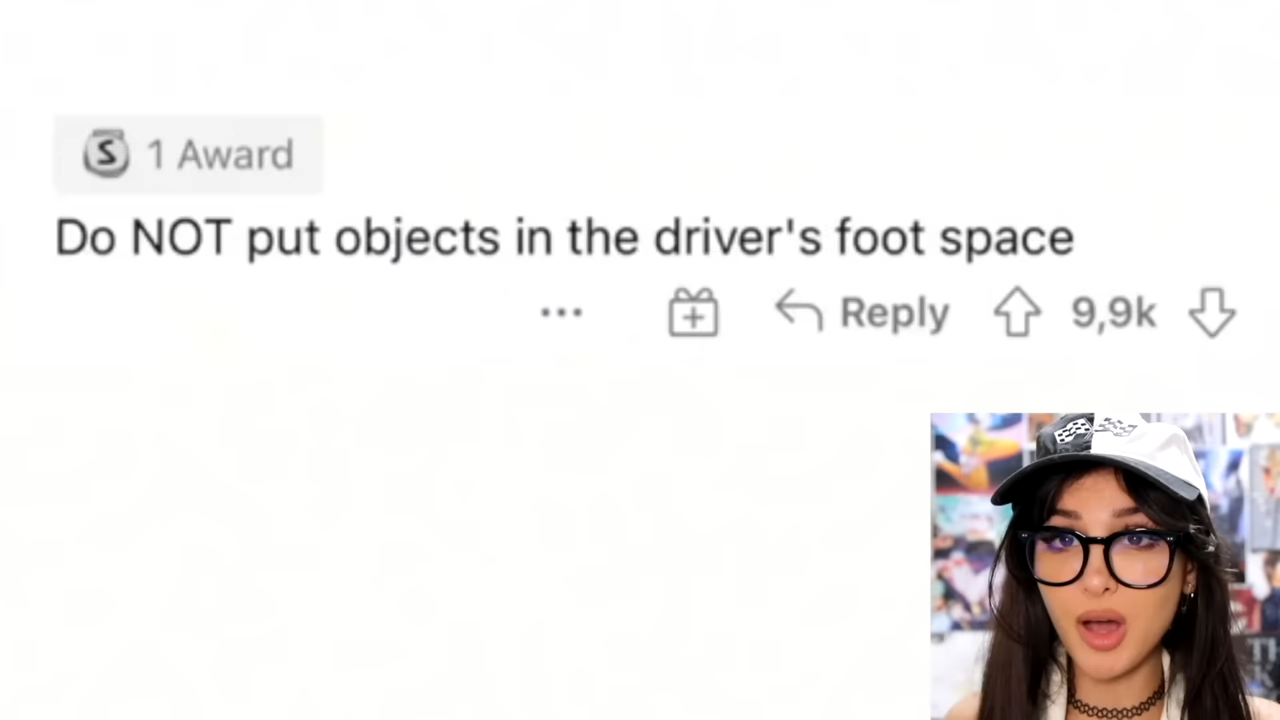 1 Award
Do NOT put objects in the driver's foot space
Reply 9,9k